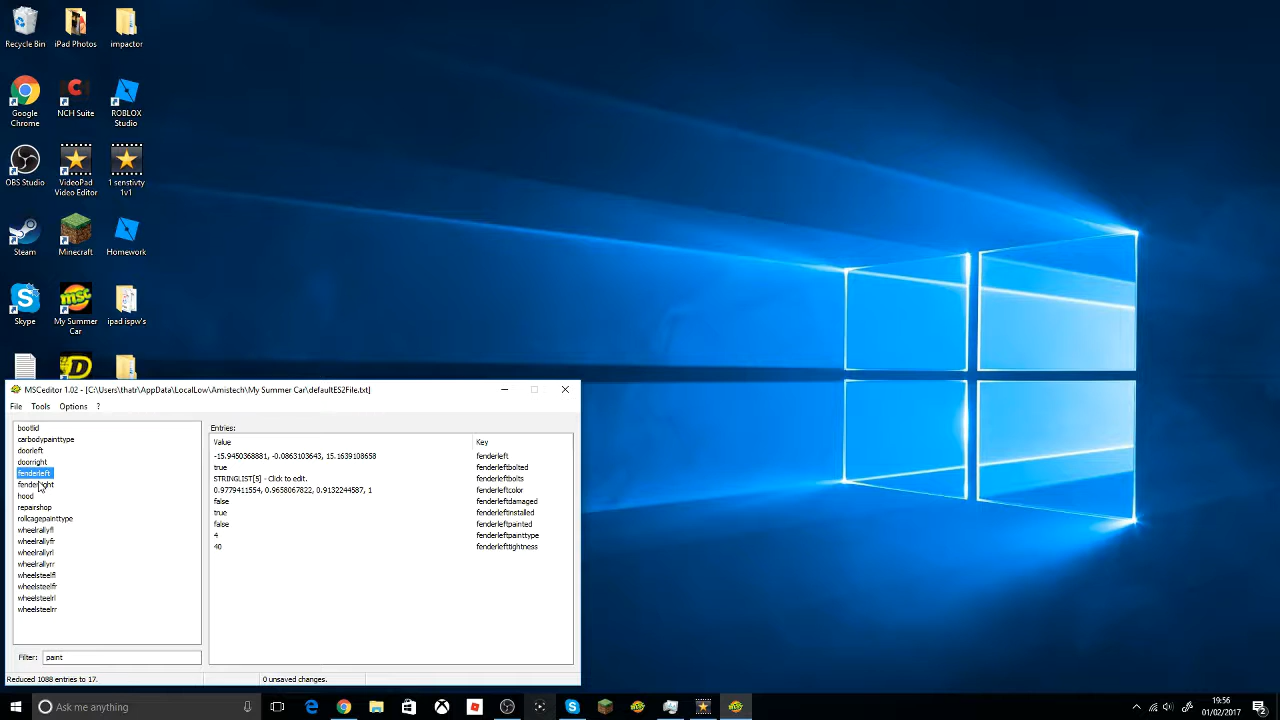 Recycle Bin
iPad Photos
impactor
Google Chrome
NCH Suite
ROBLOX Studio
OBS Studio
VideoPad Video Editor
1 senstivty 1v1
Steam
Minecraft
Homework
Skype
My Summer Car
ipad ispw's
MSCeditor 1.02 - [C:\Users\thatr\AppData\LocalLow\Amistech\My Summer Car\defaultES2File.txt]
File Tools Options ?
bootlid
carbodypainttype
doorleft
doorright
fenderleft
fenderright
hood
repairshop
rollcagepainttype
wheelrallyfl
wheelrallyfr
wheelrallyrl
wheelrallyrr
wheelsteelfl
wheelsteelfr
wheelsteelrl
wheelsteelrr
Filter: paint
Entries:
Value Key
-15.9450368881, -0.0863103643, 15.1639108658 fenderleft
true fenderleftbolted
STRINGLIST[5] - Click to edit. fenderleftbolts
0.9779411554, 0.9658067822, 0.9132244587, 1 fenderleftcolor
false fenderleftdamaged
true fenderleftinstalled
false fenderleftpainted
4 fenderleftpainttype
40 fenderlefttightness
Reduced 1088 entries to 17. 0 unsaved changes.
Ask me anything
19:56
01/02/2017
2